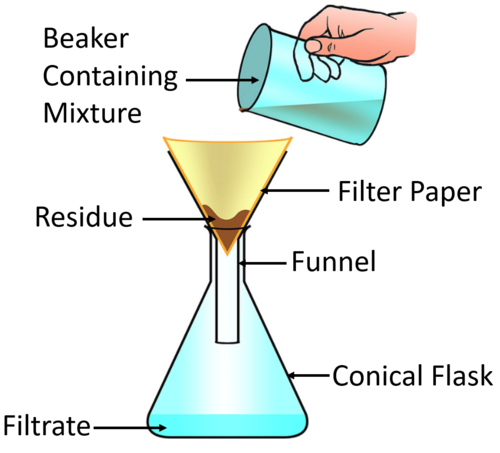 Beaker
Containing
Mixture
Filter Paper
Residue
Funnel
Conical Flask
Filtrate